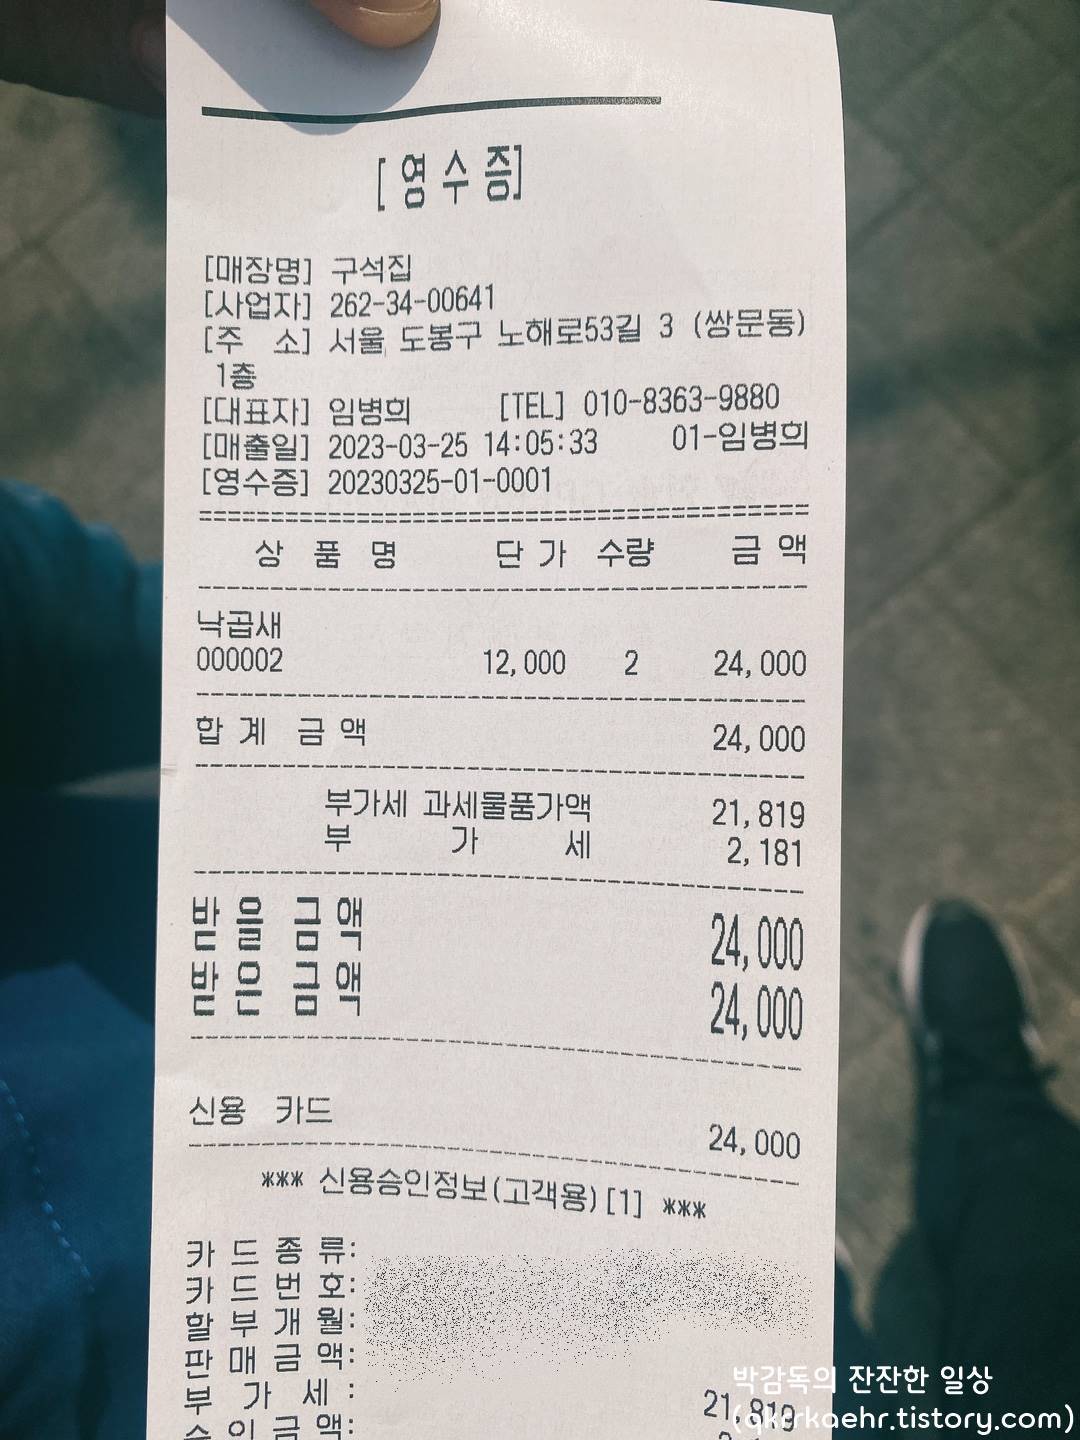 [영수증]
[매장명] 구석집
[사업자] 262-34-00641
[주 소] 서울 도봉구 노해로53길 3 (쌍문동)
1층
[대표자] 임병희 [TEL] 010-8363-9880
[매출일] 2023-03-25 14:05:33 01-임병희
[영수증] 20230325-01-0001
상 품 명 단 가 수량 금 액
낙곱새
000002 12,000 2 24,000
합 계 금 액 24,000
부가세 과세물품가액 21,819
부 가 세 2,181
받 을 금 액 24,000
받 은 금 액 24,000
신용 카드 24,000
*** 신용승인정보(고객용)[1] ***
카 드 종 류:
카 드 번 호:
할 부 개 월:
판 매 금 액: 21,819
부 가 세 :
승 인 금 액:
박감독의 잔잔한 일상
(qkrrkaehr.tistory.com)